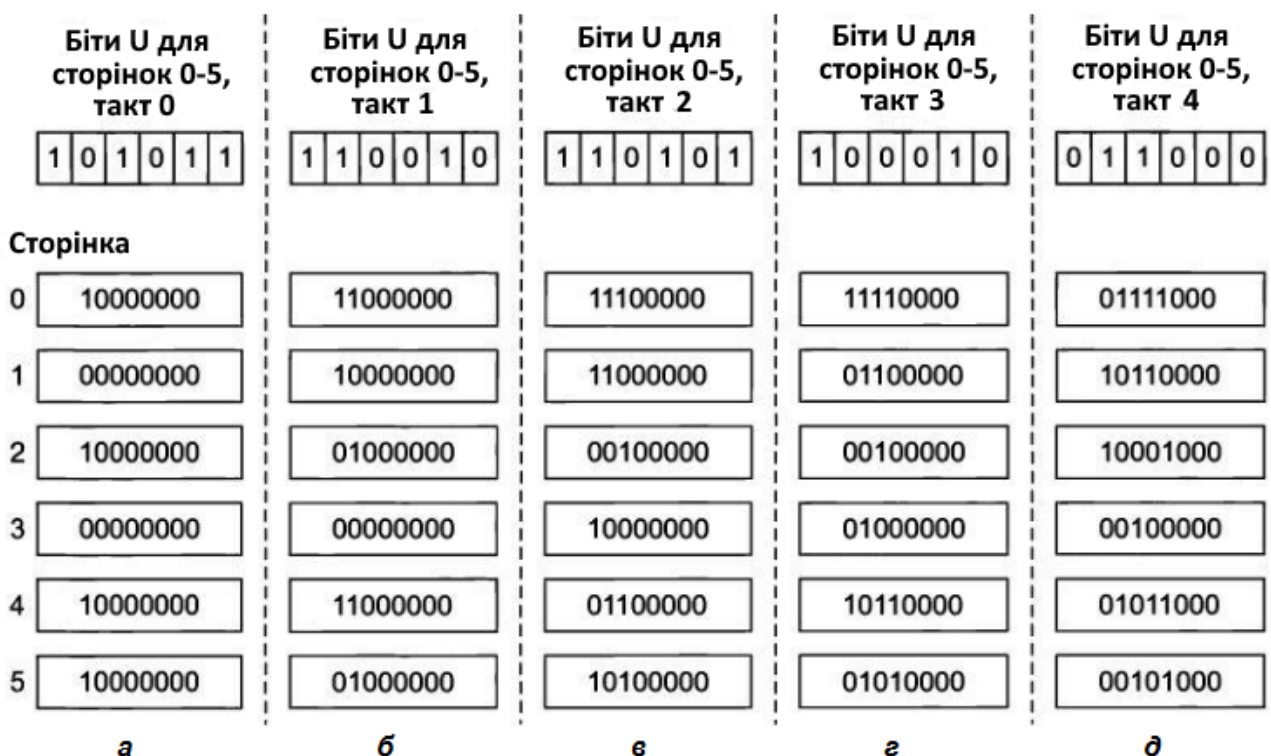 Біти U для сторінок 0-5, такт 0
Біти U для сторінок 0-5, такт 1
Біти U для сторінок 0-5, такт 2
Біти U для сторінок 0-5, такт 3
Біти U для сторінок 0-5, такт 4
1 0 1 0 1 1
1 1 0 0 1 0
1 1 0 1 0 1
1 0 0 0 1 0
0 1 1 0 0 0
Сторінка
0 10000000 11000000 11100000 11110000 01111000
1 00000000 10000000 11000000 01100000 10110000
2 10000000 01000000 00100000 00100000 10001000
3 00000000 00000000 10000000 01000000 00100000
4 10000000 11000000 01100000 10110000 01011000
5 10000000 01000000 10100000 01010000 00101000
а б в г д